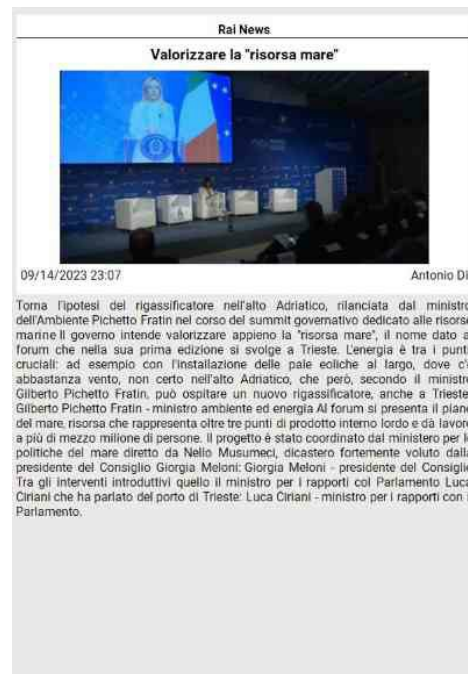 Rai News
Valorizzare la "risorsa mare"
09/14/2023 23:07 Antonio Di
Torna l'ipotesi del rigassificatore nell'alto Adriatico, rilanciata dal ministro
dell'Ambiente Pichetto Fratin nel corso del summit governativo dedicato alle risorse
marine Il governo intende valorizzare appieno la "risorsa mare", il nome dato a
forum che nella sua prima edizione si svolge a Trieste. L'energia è tra i punti
cruciali: ad esempio con l'installazione delle pale eoliche al largo, dove c'è
abbastanza vento, non certo nell'alto Adriatico, che però, secondo il ministro
Gilberto Pichetto Fratin, può ospitare un nuovo rigassificatore, anche a Trieste:
Gilberto Pichetto Fratin - ministro ambiente ed energia Al forum si presenta il piano
del mare, risorsa che rappresenta oltre tre punti di prodotto interno lordo e dà lavoro
a più di mezzo milione di persone. Il progetto è stato coordinato dal ministero per le
politiche del mare diretto da Nello Musumeci, dicastero fortemente voluto dalla
presidente del Consiglio Giorgia Meloni: Giorgia Meloni - presidente del Consiglio
Tra gli interventi introduttivi quello il ministro per i rapporti col Parlamento Luca
Ciriani che ha parlato del porto di Trieste: Luca Ciriani - ministro per i rapporti con i
Parlamento.